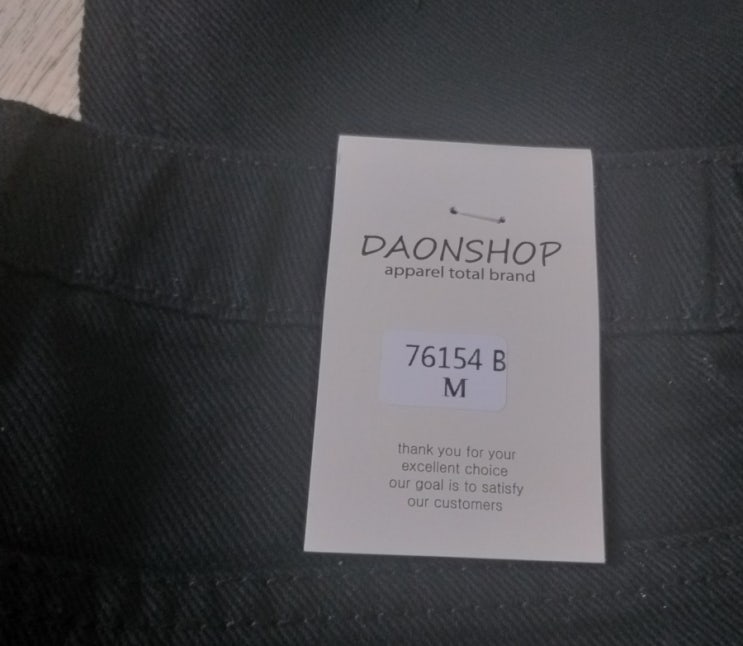 DAONSHOP
apparel total brand
76154 B
M
thank you for your
excellent choice
our goal is to satisfy
our customers